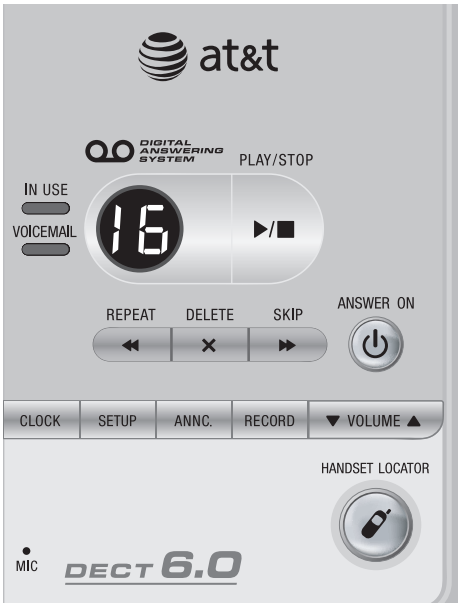 at&t
DIGITAL
ANSWERING
SYSTEM
PLAY/STOP
IN USE
VOICEMAIL
16
REPEAT DELETE SKIP
ANSWER ON
CLOCK SETUP ANNC. RECORD VOLUME
HANDSET LOCATOR
MIC
DECT 6.0